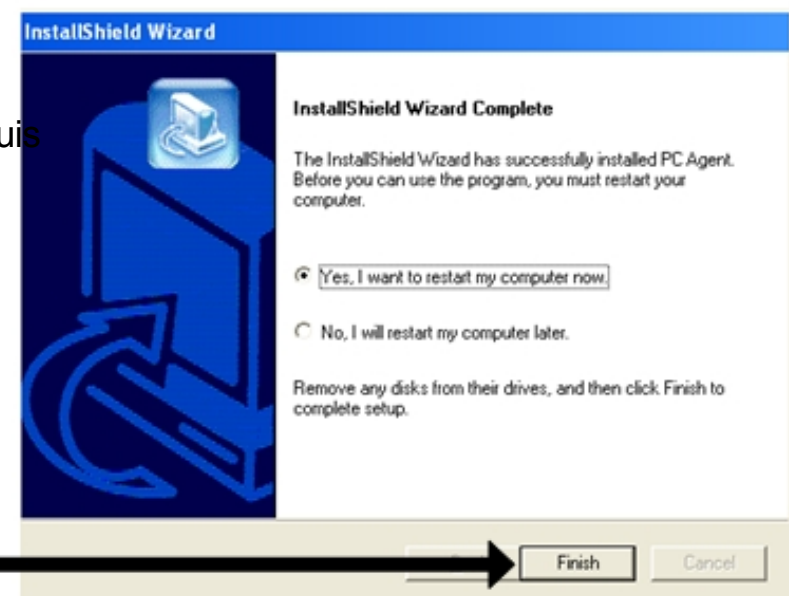 InstallShield Wizard
uis
InstallShield Wizard Complete
The InstallShield Wizard has successfully installed PC Agent.
Before you can use the program, you must restart your
computer.
Yes, I want to restart my computer now.
No, I will restart my computer later.
Remove any disks from their drives, and then click Finish to
complete setup.
Finish
Cancel